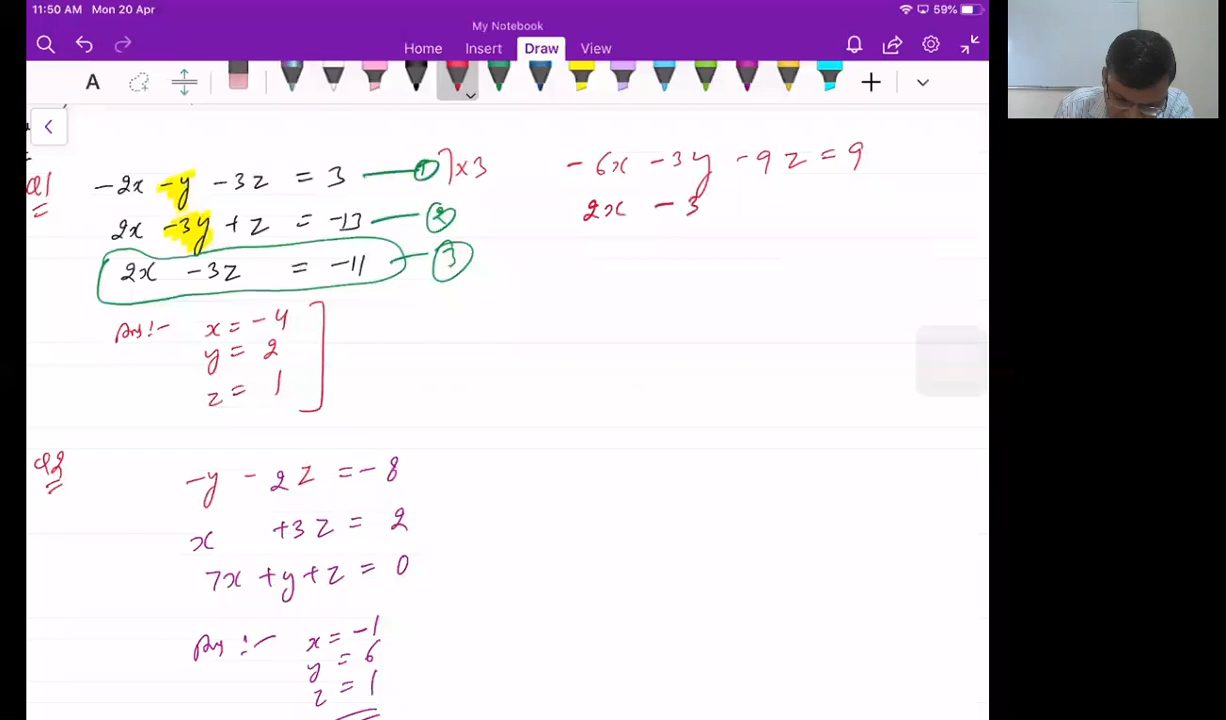 11:50 AM Mon 20 Apr
59%
My Notebook
Home Insert Draw View
A
Q1
-2x -y -3z = 3 ① ] x 3
2x -3y + z = -13 ②
2x -3z = -11 ③
Ans :- x = -4
y = 2
z = 1
-6x -3y -9z = 9
2x - 3
Q2
-y - 2z = -8
x +3z = 2
7x + y + z = 0
Ans :- x = -1
y = 6
z = 1